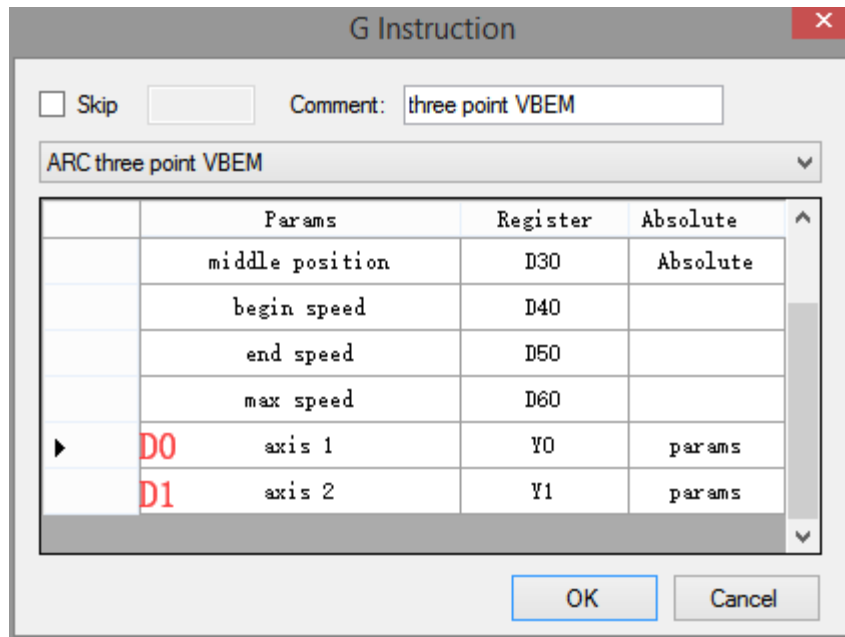 G Instruction
Skip Comment: three point VBEM
ARC three point VBEM
Params Register Absolute
middle position D30 Absolute
begin speed D40
end speed D50
max speed D60
D0 axis 1 Y0 params
D1 axis 2 Y1 params
OK Cancel